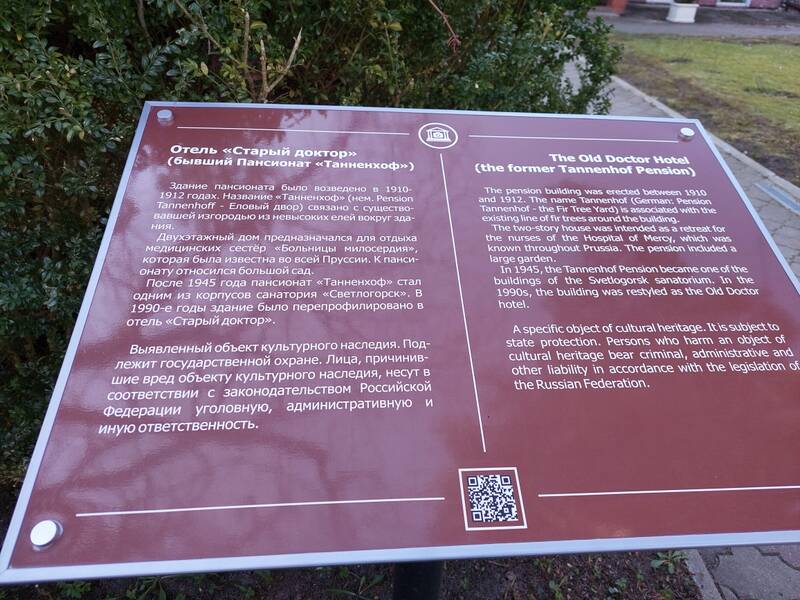 Отель «Старый доктор»
(бывший Пансионат «Танненхоф»)
Здание пансионата было возведено в 1910-
1912 годах. Название «Танненхоф» (нем. Pension
Tannenhoff - Еловый двор) связано с существо-
вавшей изгородью из невысоких елей вокруг зда-
ния.
Двухэтажный дом предназначался для отдыха
медицинских сестёр «Больницы милосердия»,
которая была известна во всей Пруссии. К панси-
онату относился большой сад.
После 1945 года пансионат «Танненхоф» стал
одним из корпусов санатория «Светлогорск». В
1990-е годы здание было перепрофилировано в
отель «Старый доктор».
Выявленный объект культурного наследия. Под-
лежит государственной охране. Лица, причинив-
шие вред объекту культурного наследия, несут в
соответствии с законодательством Российской
Федерации уголовную, административную и
иную ответственность.
The Old Doctor Hotel
(the former Tannenhof Pension)
The pension building was erected between 1910
and 1912. The name Tannenhof (German: Pension
Tannenhof - the Fir Tree Yard) is associated with the
existing line of fir trees around the building.
The two-story house was intended as a retreat for
the nurses of the Hospital of Mercy, which was
known throughout Prussia. The pension included a
large garden.
In 1945, the Tannenhof Pension became one of the
buildings of the Svetlogorsk sanatorium. In the
1990s, the building was restyled as the Old Doctor
hotel.
A specific object of cultural heritage. It is subject to
state protection. Persons who harm an object of
cultural heritage bear criminal, administrative and
other liability in accordance with the legislation of
the Russian Federation.